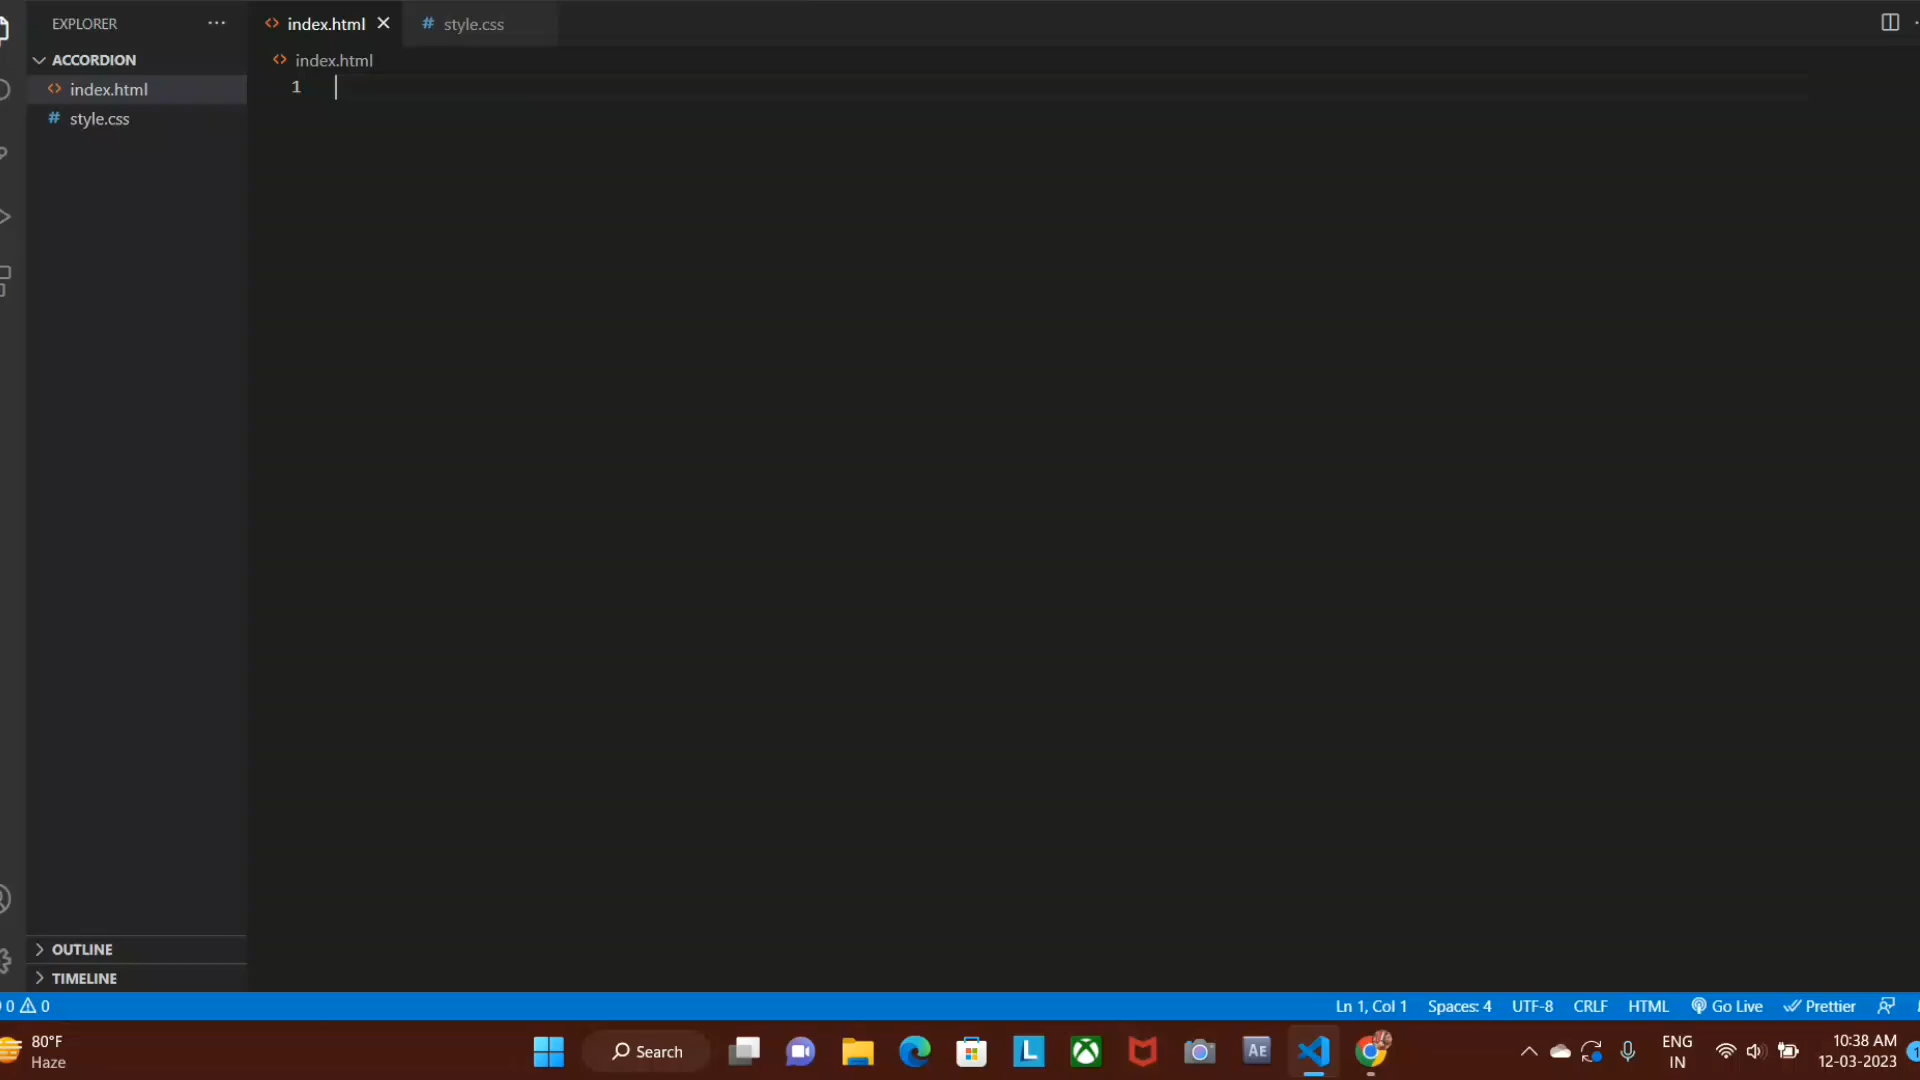 EXPLORER
index.html
style.css
ACCORDION
index.html
index.html
1
style.css
OUTLINE
TIMELINE
0 0
Ln 1, Col 1 Spaces: 4 UTF-8 CRLF HTML Go Live Prettier
80°F
Haze
Search
L
AE
ENG
IN
10:38 AM
12-03-2023
1